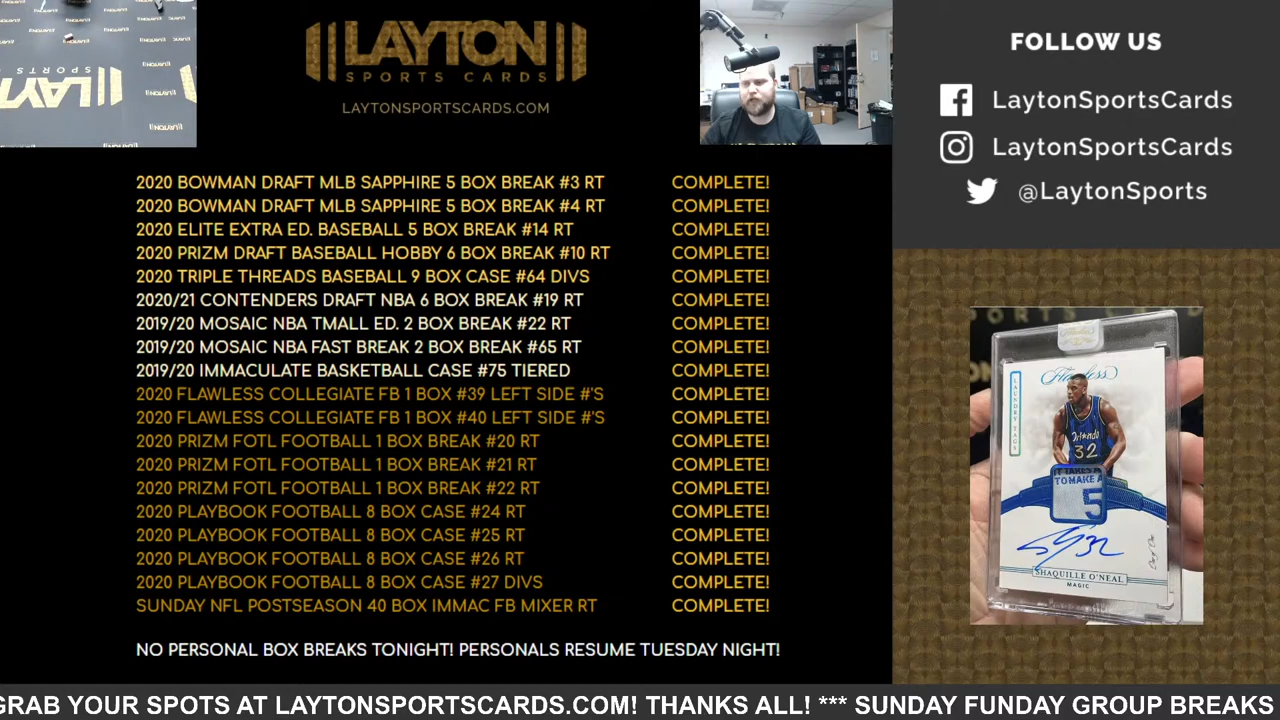 LAYTON
SPORTS CARDS
LAYTONSPORTSCARDS.COM
FOLLOW US
LaytonSportsCards
LaytonSportsCards
@LaytonSports
2020 BOWMAN DRAFT MLB SAPPHIRE 5 BOX BREAK #3 RT COMPLETE!
2020 BOWMAN DRAFT MLB SAPPHIRE 5 BOX BREAK #4 RT COMPLETE!
2020 ELITE EXTRA ED. BASEBALL 5 BOX BREAK #14 RT COMPLETE!
2020 PRIZM DRAFT BASEBALL HOBBY 6 BOX BREAK #10 RT COMPLETE!
2020 TRIPLE THREADS BASEBALL 9 BOX CASE #64 DIVS COMPLETE!
2020/21 CONTENDERS DRAFT NBA 6 BOX BREAK #19 RT COMPLETE!
2019/20 MOSAIC NBA TMALL ED. 2 BOX BREAK #22 RT COMPLETE!
2019/20 MOSAIC NBA FAST BREAK 2 BOX BREAK #65 RT COMPLETE!
2019/20 IMMACULATE BASKETBALL CASE #75 TIERED COMPLETE!
2020 FLAWLESS COLLEGIATE FB 1 BOX #39 LEFT SIDE #'S COMPLETE!
2020 FLAWLESS COLLEGIATE FB 1 BOX #40 LEFT SIDE #'S COMPLETE!
2020 PRIZM FOTL FOOTBALL 1 BOX BREAK #20 RT COMPLETE!
2020 PRIZM FOTL FOOTBALL 1 BOX BREAK #21 RT COMPLETE!
2020 PRIZM FOTL FOOTBALL 1 BOX BREAK #22 RT COMPLETE!
2020 PLAYBOOK FOOTBALL 8 BOX CASE #24 RT COMPLETE!
2020 PLAYBOOK FOOTBALL 8 BOX CASE #25 RT COMPLETE!
2020 PLAYBOOK FOOTBALL 8 BOX CASE #26 RT COMPLETE!
2020 PLAYBOOK FOOTBALL 8 BOX CASE #27 DIVS COMPLETE!
SUNDAY NFL POSTSEASON 40 BOX IMMAC FB MIXER RT COMPLETE!
NO PERSONAL BOX BREAKS TONIGHT! PERSONALS RESUME TUESDAY NIGHT!
Flawless
LAUNDRY TAGS
Orlando
32
IT TAKES A
TO MAKE A
5
SHAQUILLE O'NEAL
MAGIC
GRAB YOUR SPOTS AT LAYTONSPORTSCARDS.COM! THANKS ALL! *** SUNDAY FUNDAY GROUP BREAKS